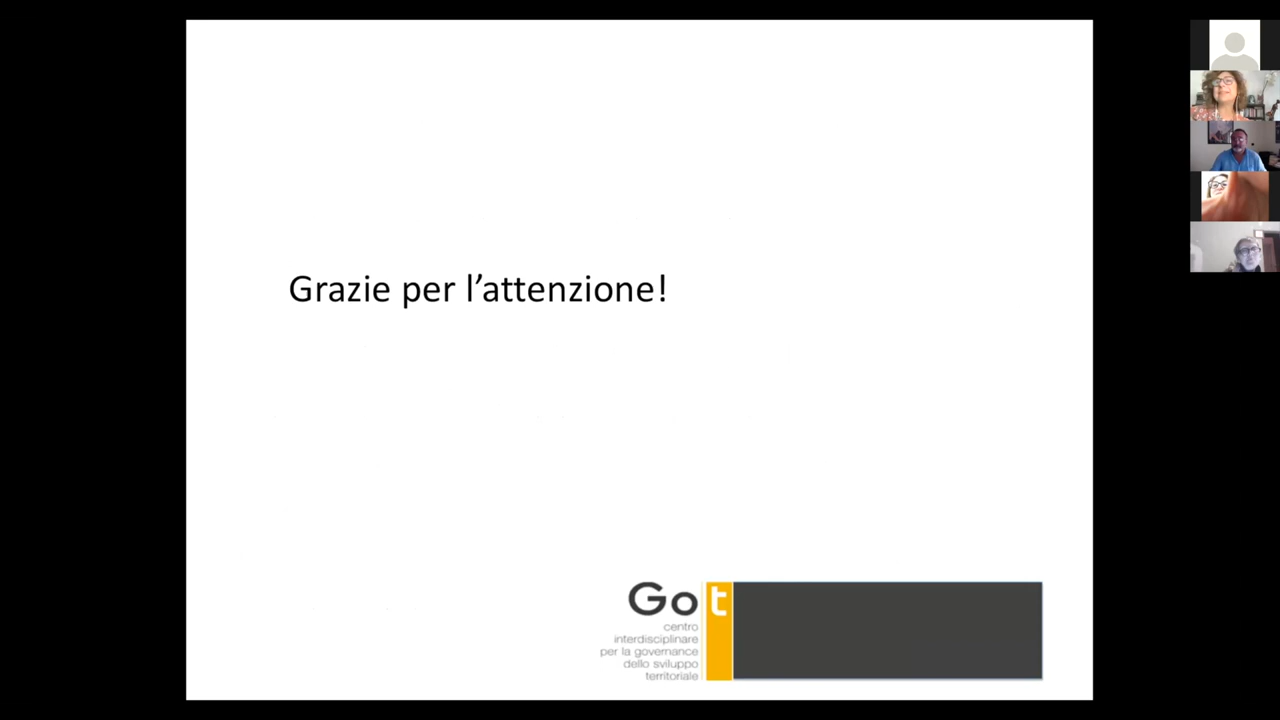 Grazie per l’attenzione!
Got
centro
interdisciplinare
per la governance
dello sviluppo
territoriale